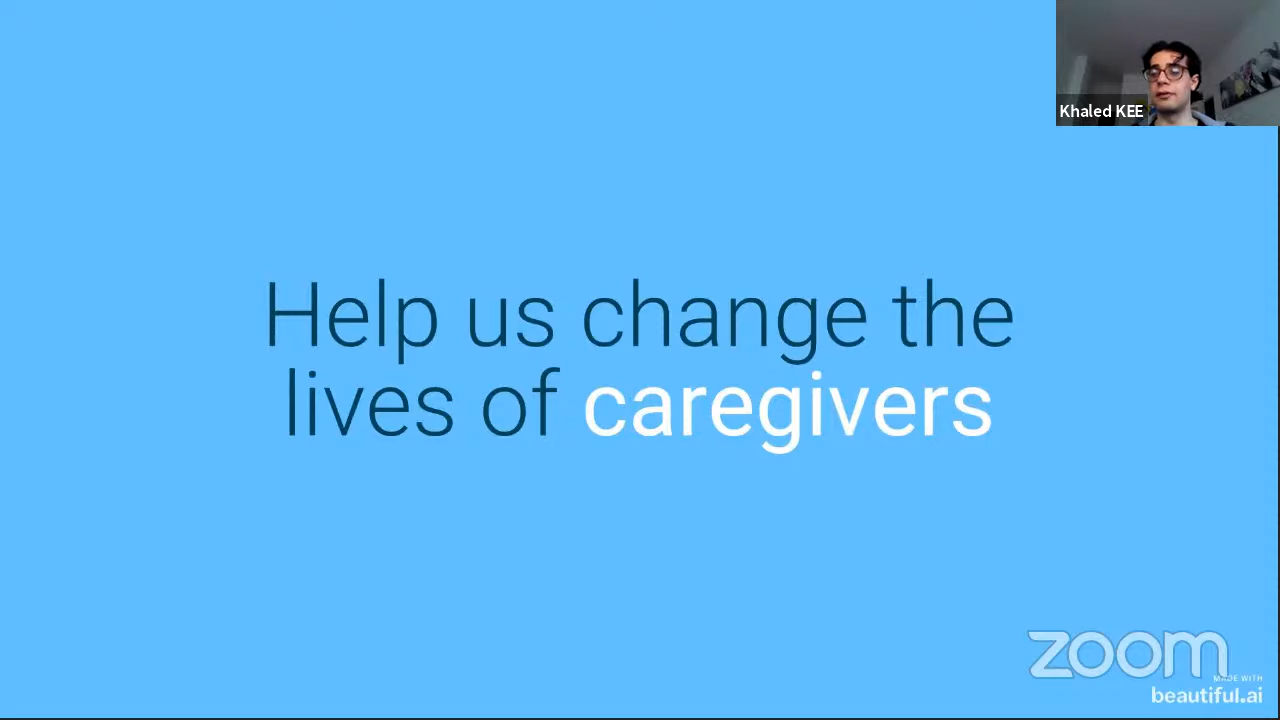 Khaled KEE
Help us change the
lives of caregivers
zoom
MADE WITH
beautiful.ai